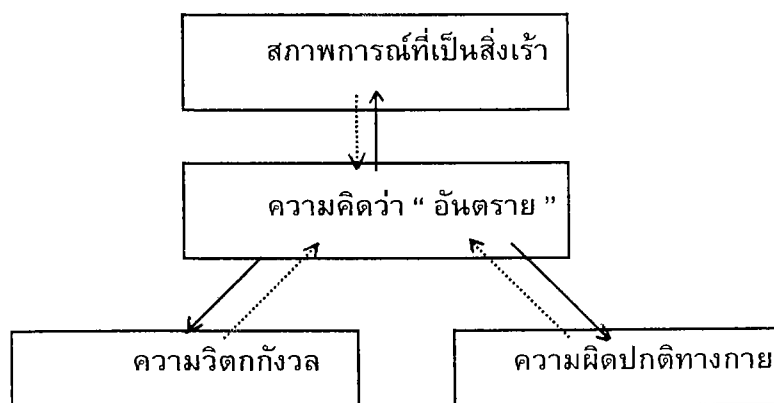 สภาพการณ์ที่เป็นสิ่งเร้า
ความคิดว่า “ อันตราย ”
ความวิตกกังวล
ความผิดปกติทางกาย